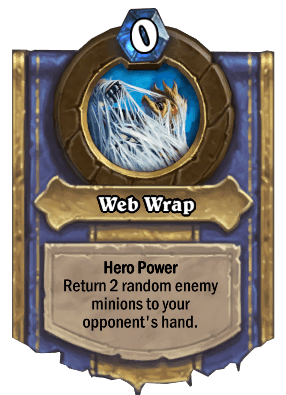 0
Web Wrap
Hero Power
Return 2 random enemy
minions to your
opponent's hand.